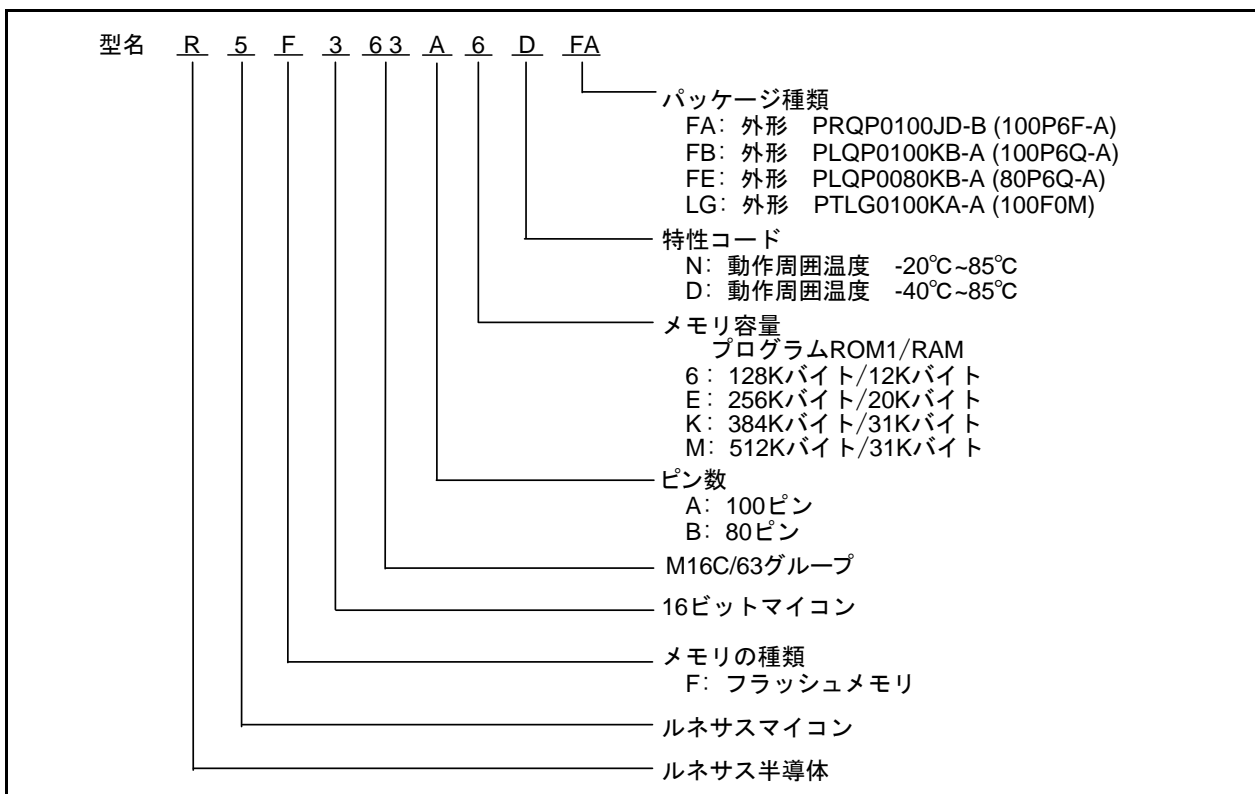 型名 R 5 F 3 63 A 6 D FA
パッケージ種類
FA: 外形 PRQP0100JD-B (100P6F-A)
FB: 外形 PLQP0100KB-A (100P6Q-A)
FE: 外形 PLQP0080KB-A (80P6Q-A)
LG: 外形 PTLG0100KA-A (100F0M)
特性コード
N: 動作周囲温度 -20℃~85℃
D: 動作周囲温度 -40℃~85℃
メモリ容量
プログラムROM1/RAM
6: 128Kバイト/12Kバイト
E: 256Kバイト/20Kバイト
K: 384Kバイト/31Kバイト
M: 512Kバイト/31Kバイト
ピン数
A: 100ピン
B: 80ピン
M16C/63グループ
16ビットマイコン
メモリの種類
F: フラッシュメモリ
ルネサスマイコン
ルネサス半導体